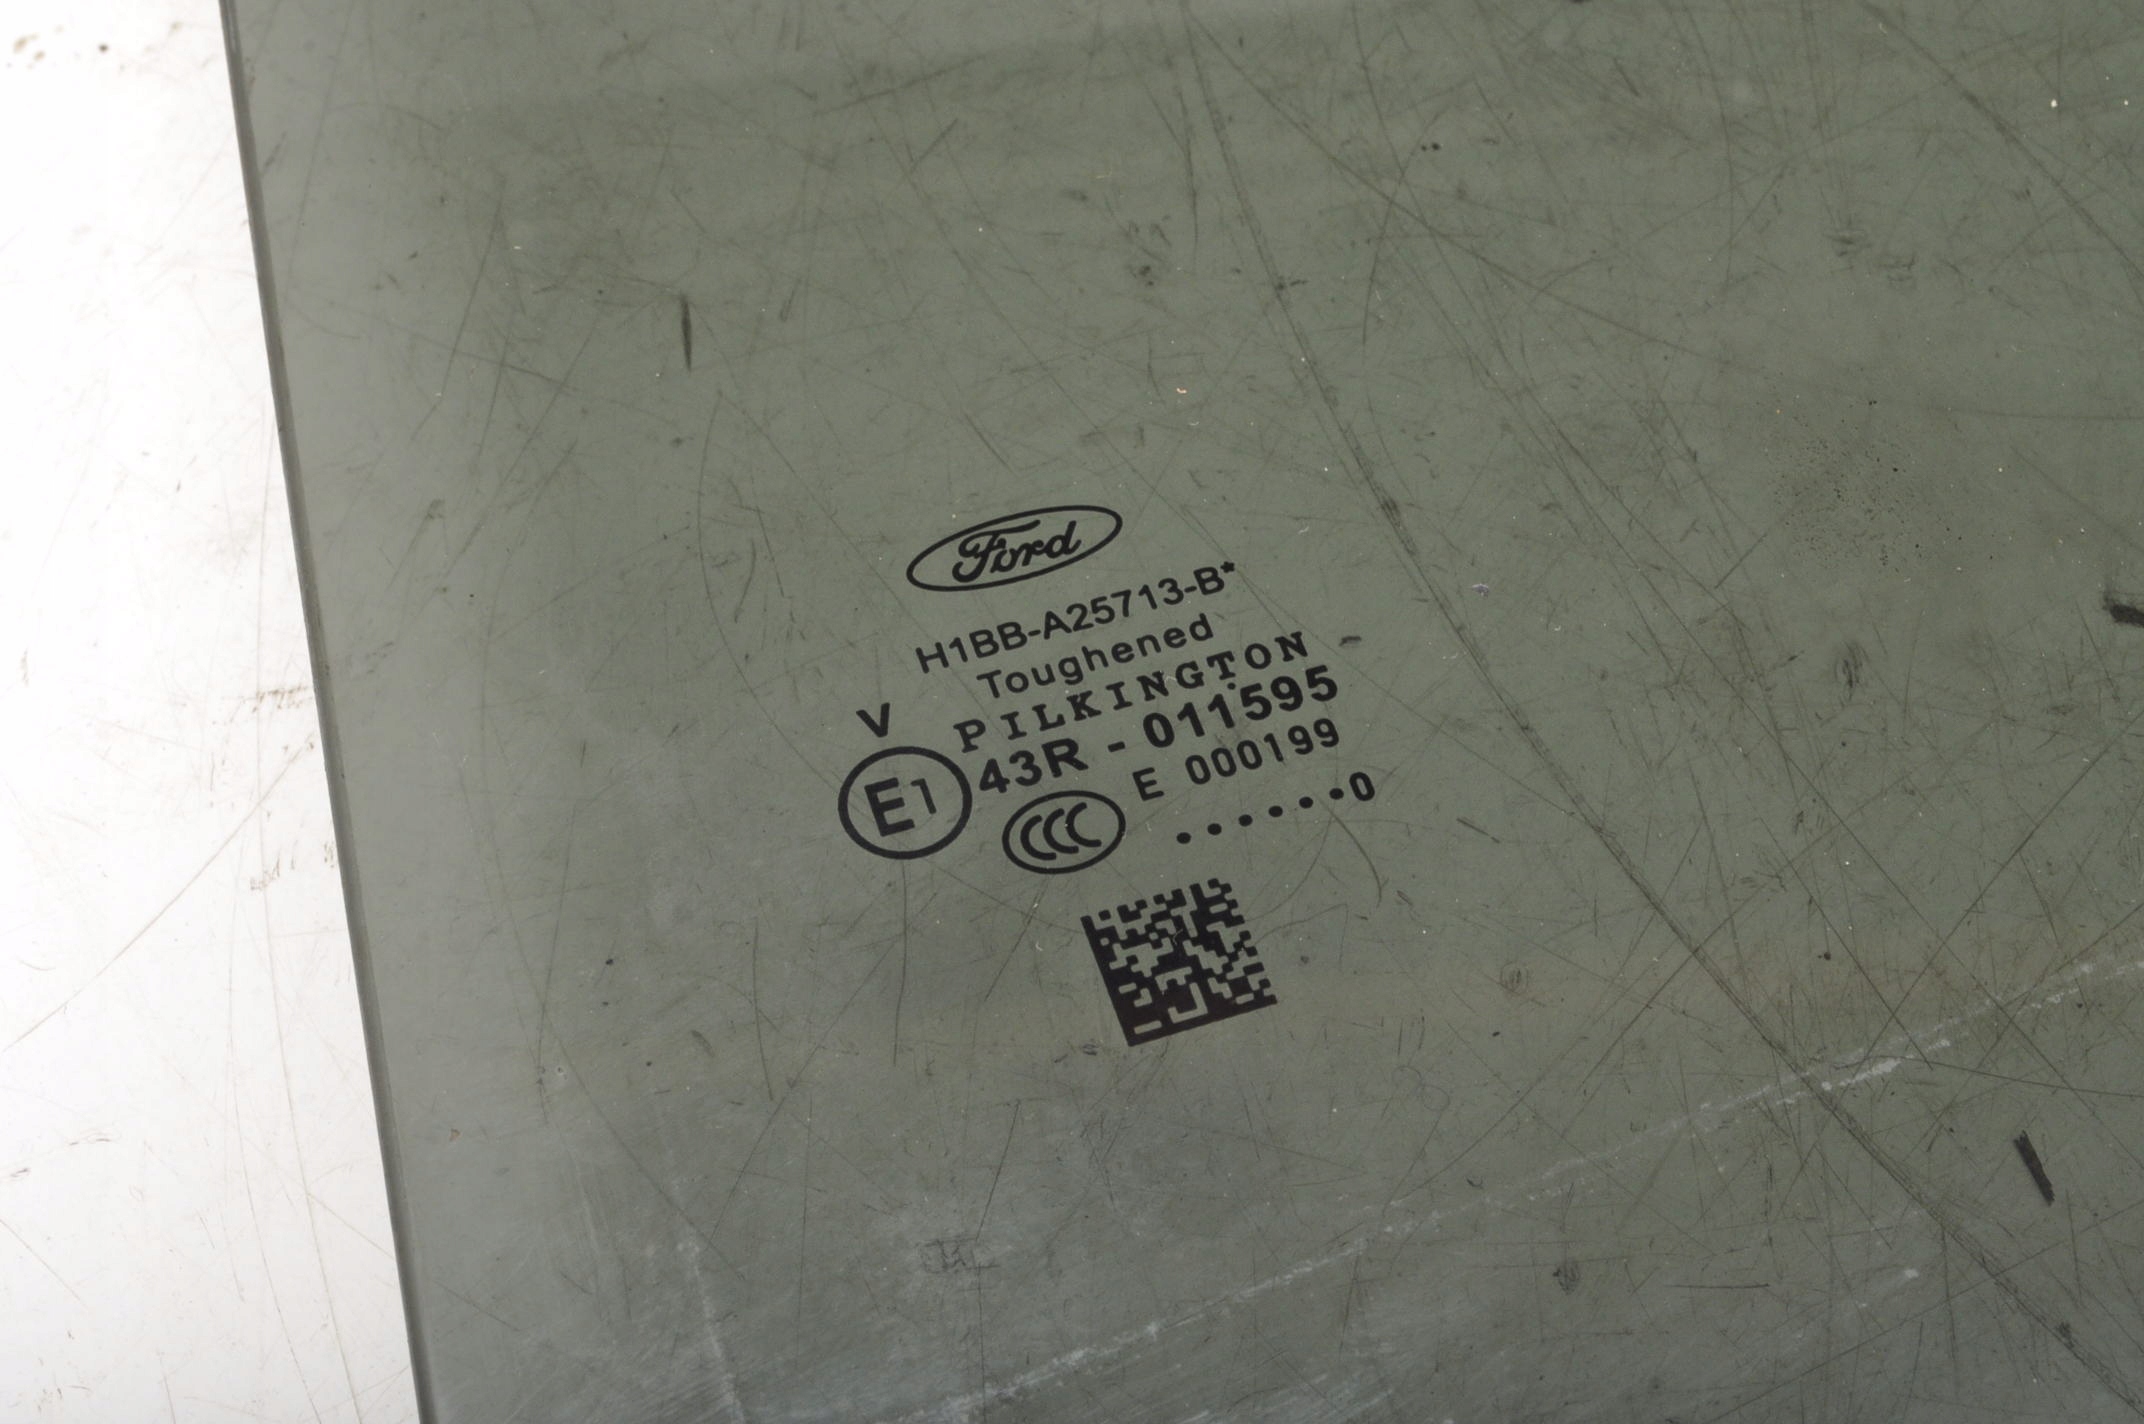 Ford
H1BB-A25713-B*
Toughened
PILKINGTON
V
43R - 011595
E1
E 000199
CCC
......0